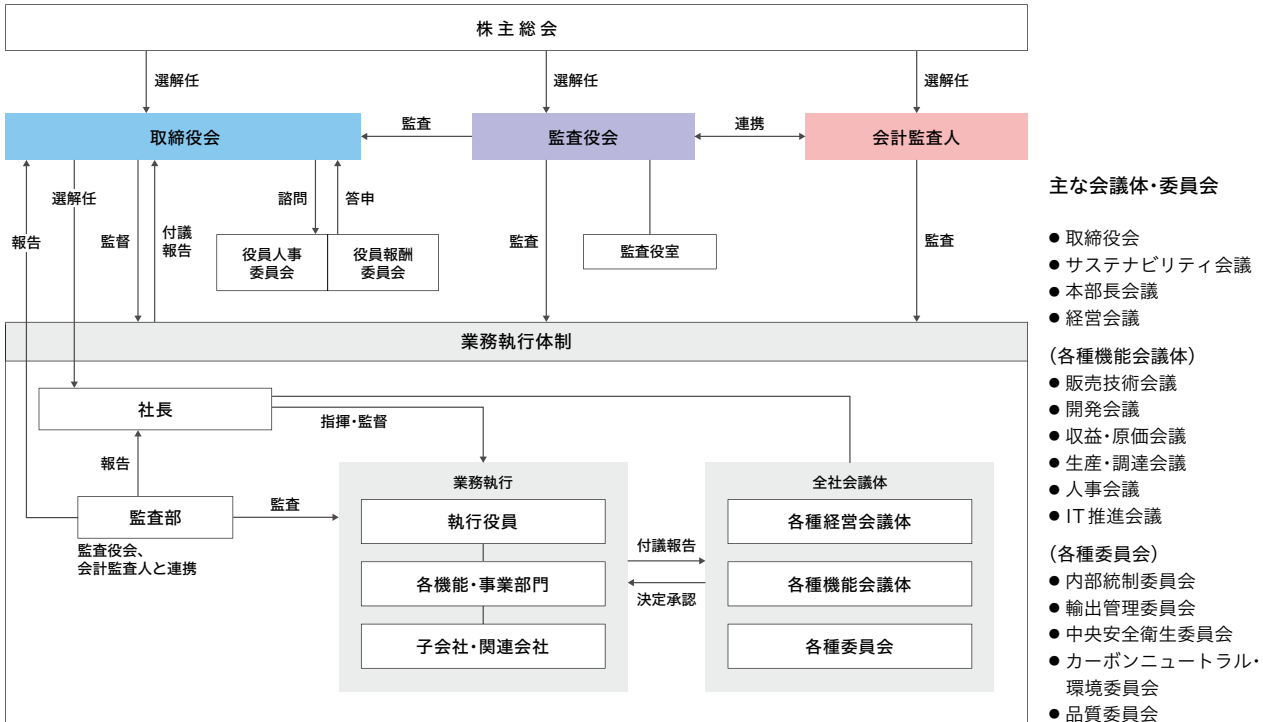 株主総会
選解任
選解任
選解任
取締役会
監査
監査役会
連携
会計監査人
選解任
報告
監督
付議
報告
諮問
答申
役員人事
委員会
役員報酬
委員会
監査
監査役室
監査
業務執行体制
社長
指揮・監督
報告
監査部
監査
監査役会、
会計監査人と連携
業務執行
執行役員
各機能・事業部門
子会社・関連会社
付議報告
決定承認
全社会議体
各種経営会議体
各種機能会議体
各種委員会
主な会議体・委員会
● 取締役会
● サステナビリティ会議
● 本部長会議
● 経営会議
(各種機能会議体)
● 販売技術会議
● 開発会議
● 収益・原価会議
● 生産・調達会議
● 人事会議
● IT推進会議
(各種委員会)
● 内部統制委員会
● 輸出管理委員会
● 中央安全衛生委員会
● カーボンニュートラル・
環境委員会
● 品質委員会